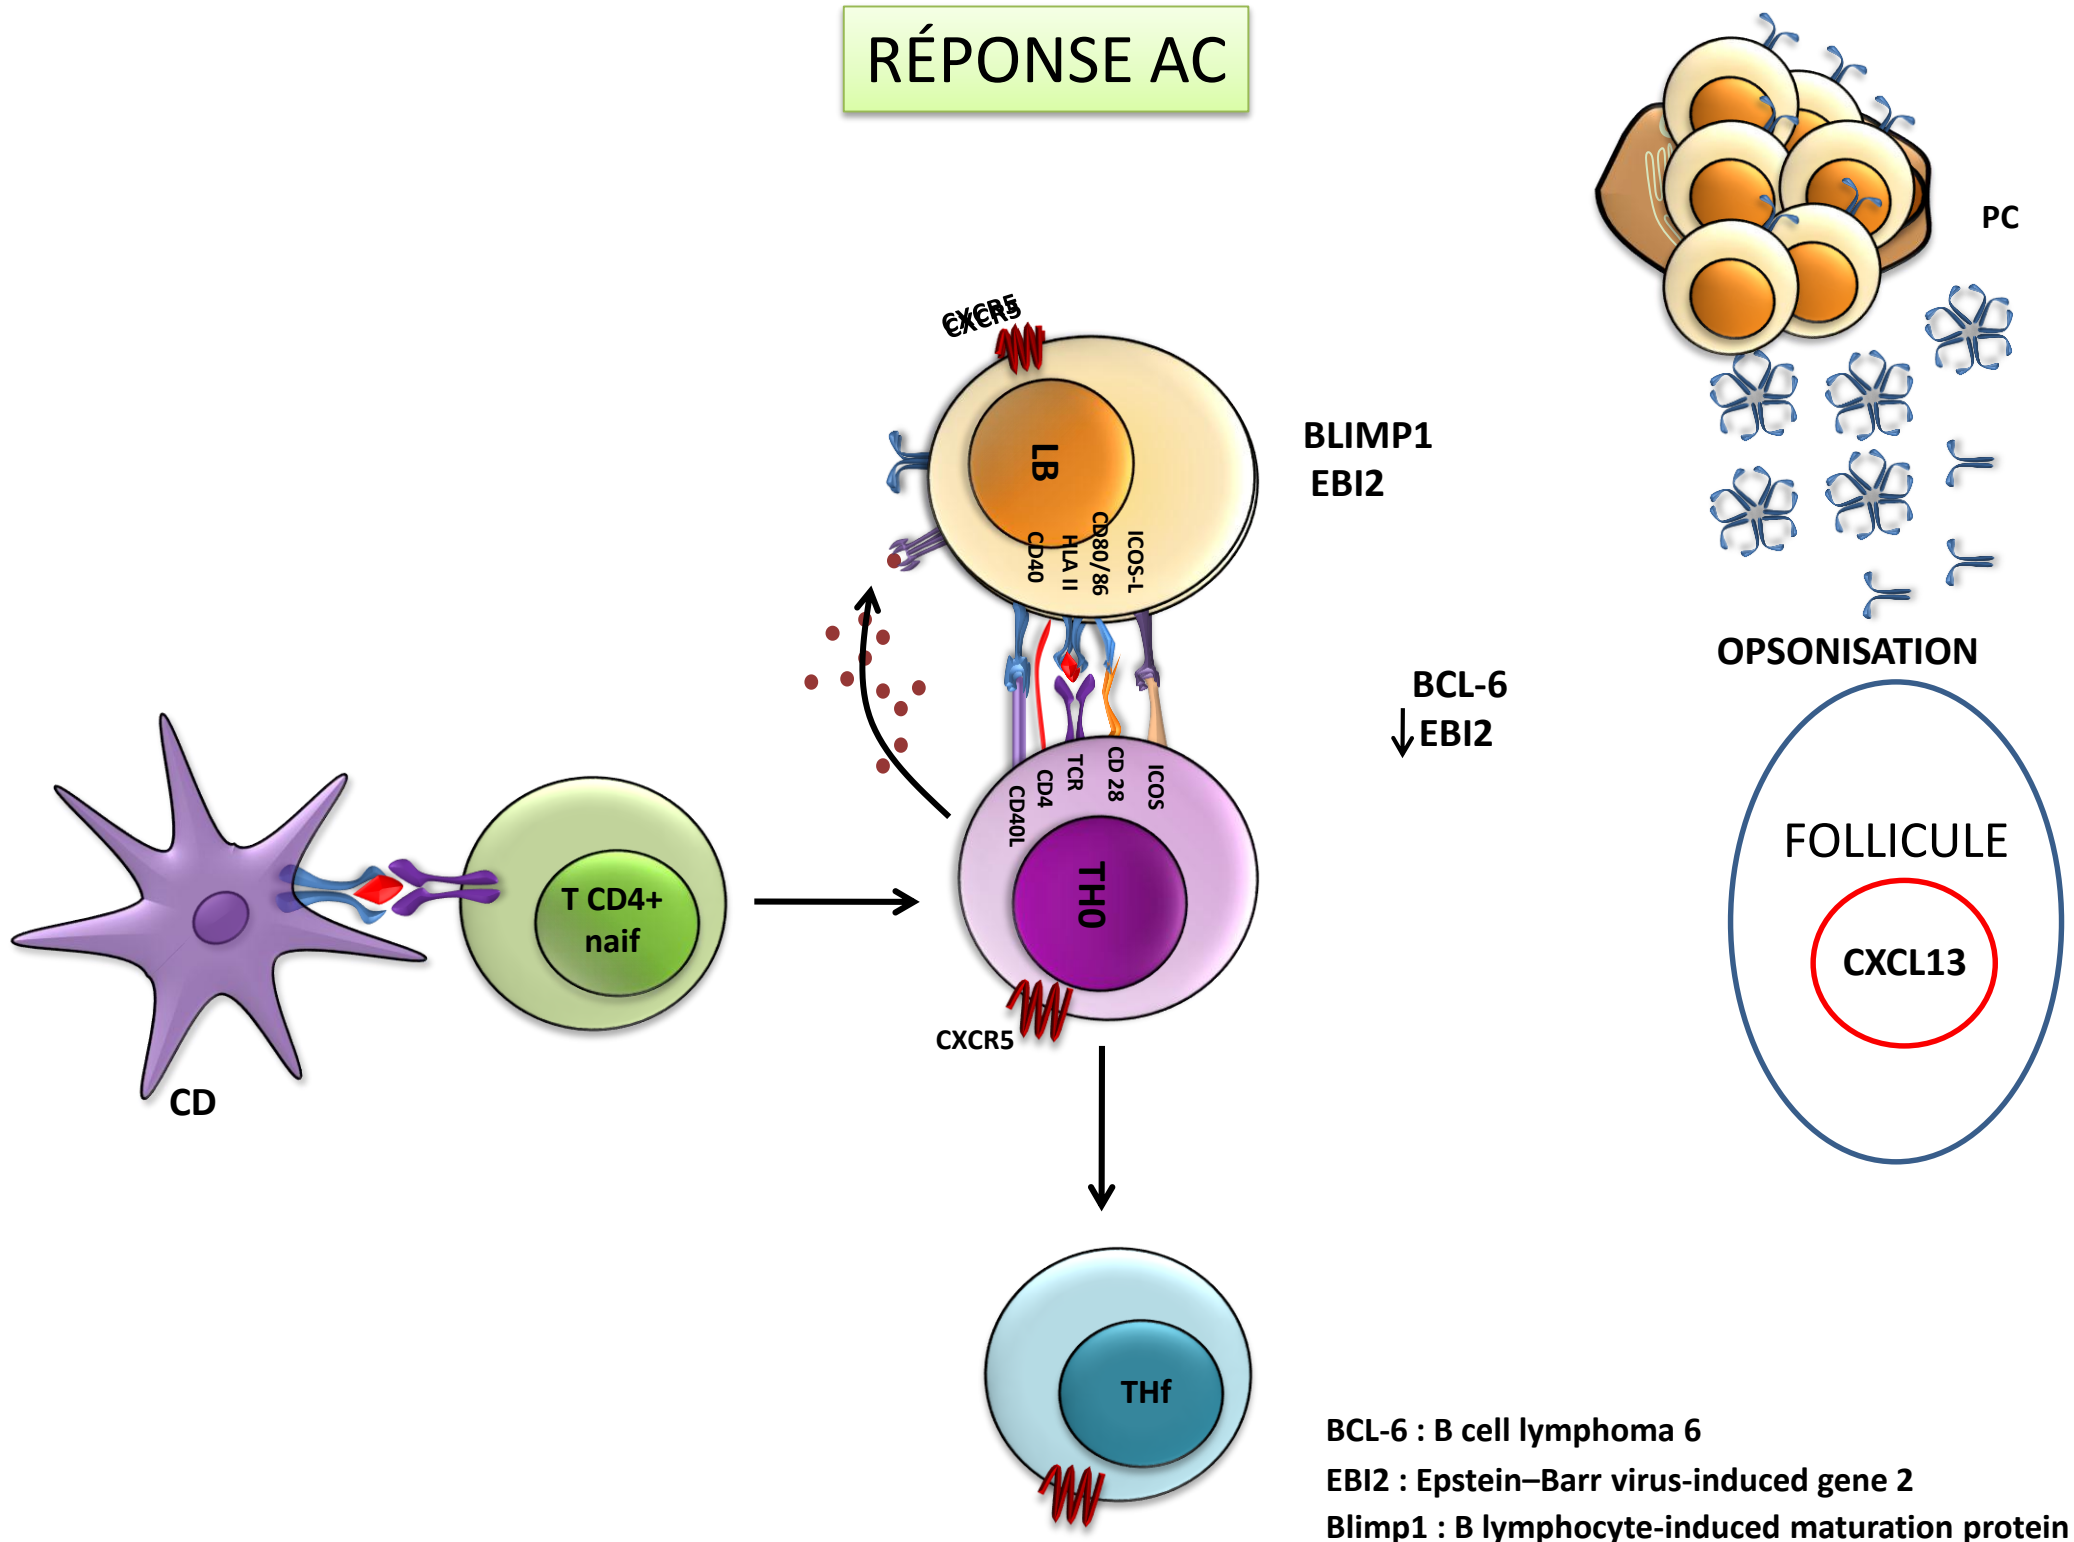 RÉPONSE AC
PC
CXCR5
CXCR5
LB
BLIMP1
EBI2
CD40
HLA II
CD80/86
ICOS-L
OPSONISATION
BCL-6
EBI2
CD40L
CD4
TCR
CD 28
ICOS
FOLLICULE
T CD4+
naif
TH0
CXCL13
CXCR5
CD
THf
BCL-6 : B cell lymphoma 6
EBI2 : Epstein–Barr virus-induced gene 2
Blimp1 : B lymphocyte-induced maturation protein